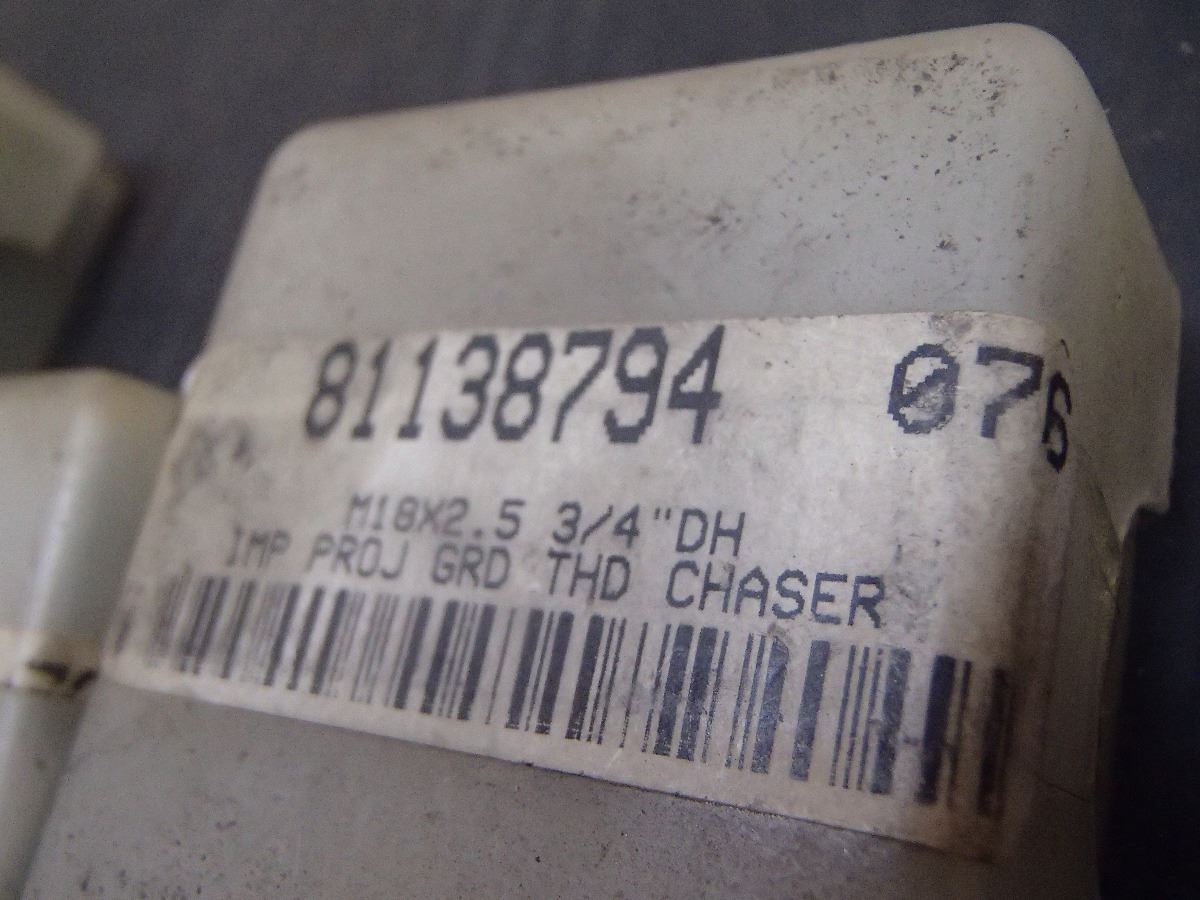 81138794 076
M18X2.5 3/4"DH
IMP PROJ GRD THD CHASER